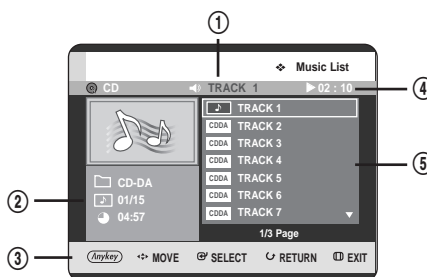 ①
❖ Music List
CD TRACK 1 02 : 10
④
TRACK 1
CDDA TRACK 2
CDDA TRACK 3
CDDA TRACK 4
⑤
CDDA TRACK 5
CDDA TRACK 6
CDDA TRACK 7
CD-DA
②
01/15
04:57
1/3 Page
③
Anykey MOVE SELECT RETURN EXIT